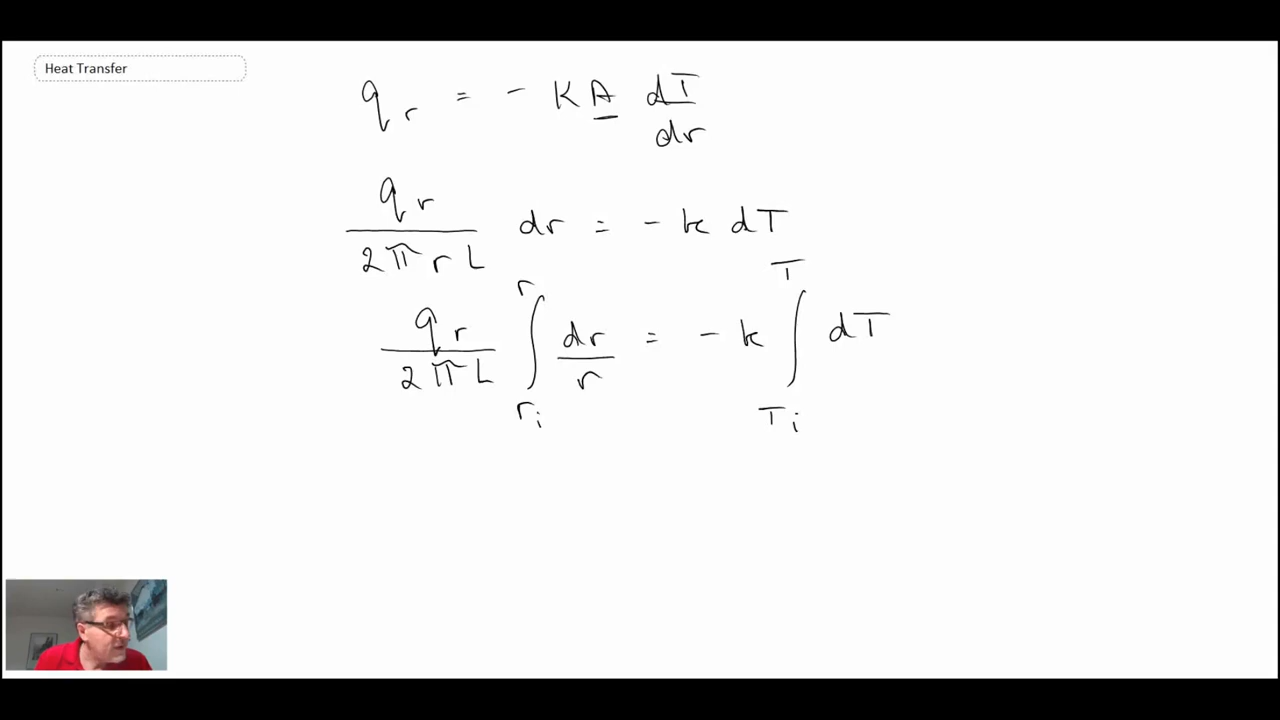 Heat Transfer
q_r = - K A dT/dr
q_r/(2π r L) dr = - k dT
q_r/(2π L) ∫_{r_i}^{r} dr/r = - k ∫_{T_i}^{T} dT